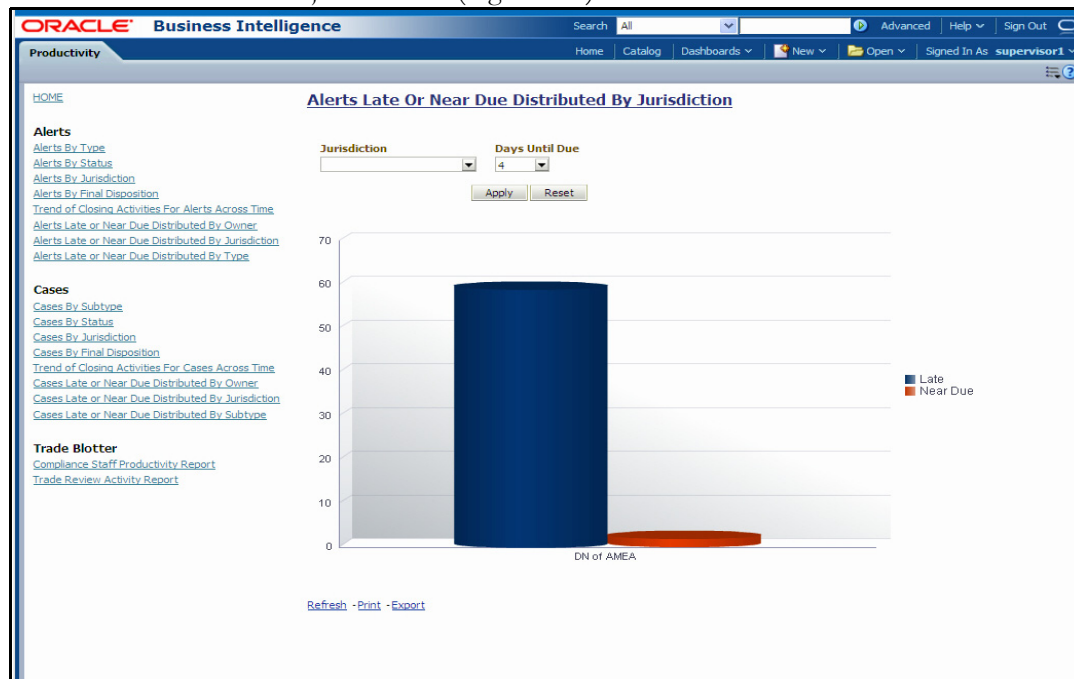 ORACLE Business Intelligence
Search All Advanced Help Sign Out
Productivity
Home Catalog Dashboards New Open Signed In As supervisor1
HOME
Alerts
Alerts By Type
Alerts By Status
Alerts By Jurisdiction
Alerts By Final Disposition
Trend of Closing Activities For Alerts Across Time
Alerts Late or Near Due Distributed By Owner
Alerts Late or Near Due Distributed By Jurisdiction
Alerts Late or Near Due Distributed By Type
Cases
Cases By Subtype
Cases By Status
Cases By Jurisdiction
Cases By Final Disposition
Trend of Closing Activities For Cases Across Time
Cases Late or Near Due Distributed By Owner
Cases Late or Near Due Distributed By Jurisdiction
Cases Late or Near Due Distributed By Subtype
Trade Blotter
Compliance Staff Productivity Report
Trade Review Activity Report
Alerts Late Or Near Due Distributed By Jurisdiction
Jurisdiction Days Until Due
4
Apply Reset
70
60
50
40
30
20
10
0
DN of AMEA
Late
Near Due
Refresh - Print - Export